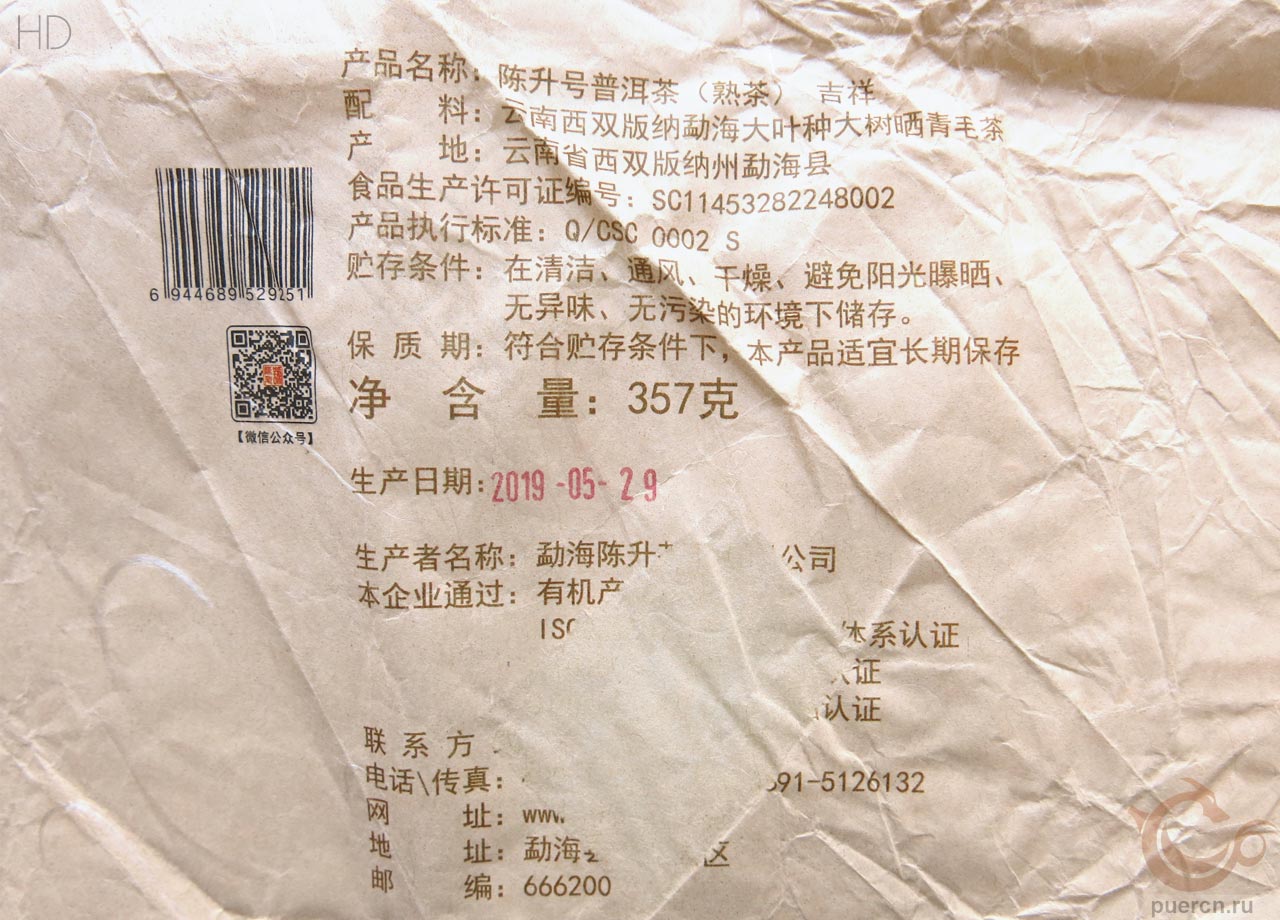 HD
产品名称：陈升号普洱茶（熟茶） 吉祥
配 料：云南西双版纳勐海大叶种大树晒青毛茶
产 地：云南省西双版纳州勐海县
食品生产许可证编号：SC11453282248002
产品执行标准：Q/CSC 0002 S
贮存条件：在清洁、通风、干燥、避免阳光曝晒、
无异味、无污染的环境下储存。
保 质 期：符合贮存条件下，本产品适宜长期保存
净 含 量：357克
6 944689 529251
【微信公众号】
生产日期：2019-05-29
生产者名称：勐海陈升 公司
本企业通过：有机产
IS 体系认证
认证
认证
联 系 方
电话\传真： 91-5126132
网 址：www.
地 址：勐海 区
邮 编：666200
puercn.ru